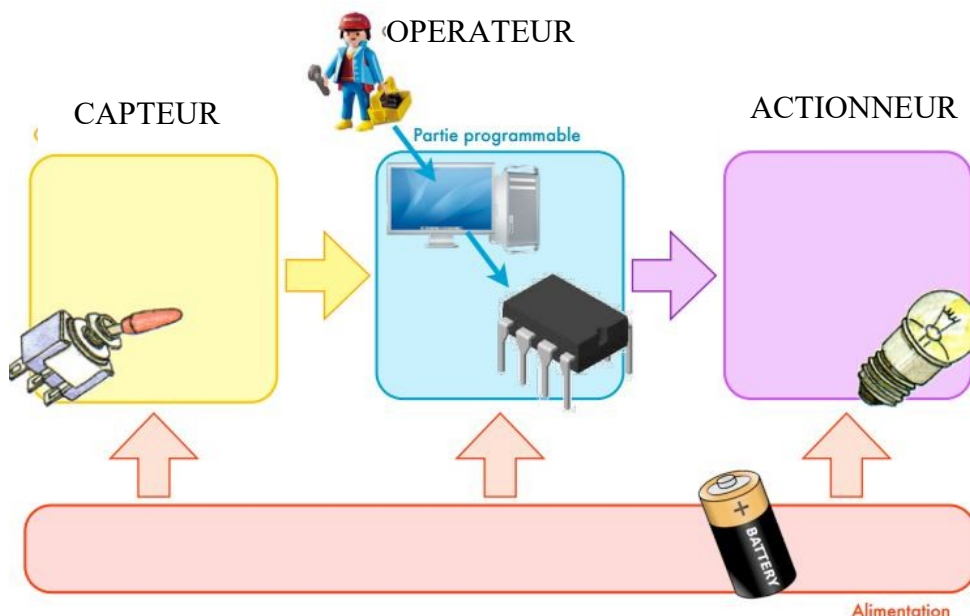 OPERATEUR
CAPTEUR
ACTIONNEUR
Partie programmable
+
BATTERY
Alimentation